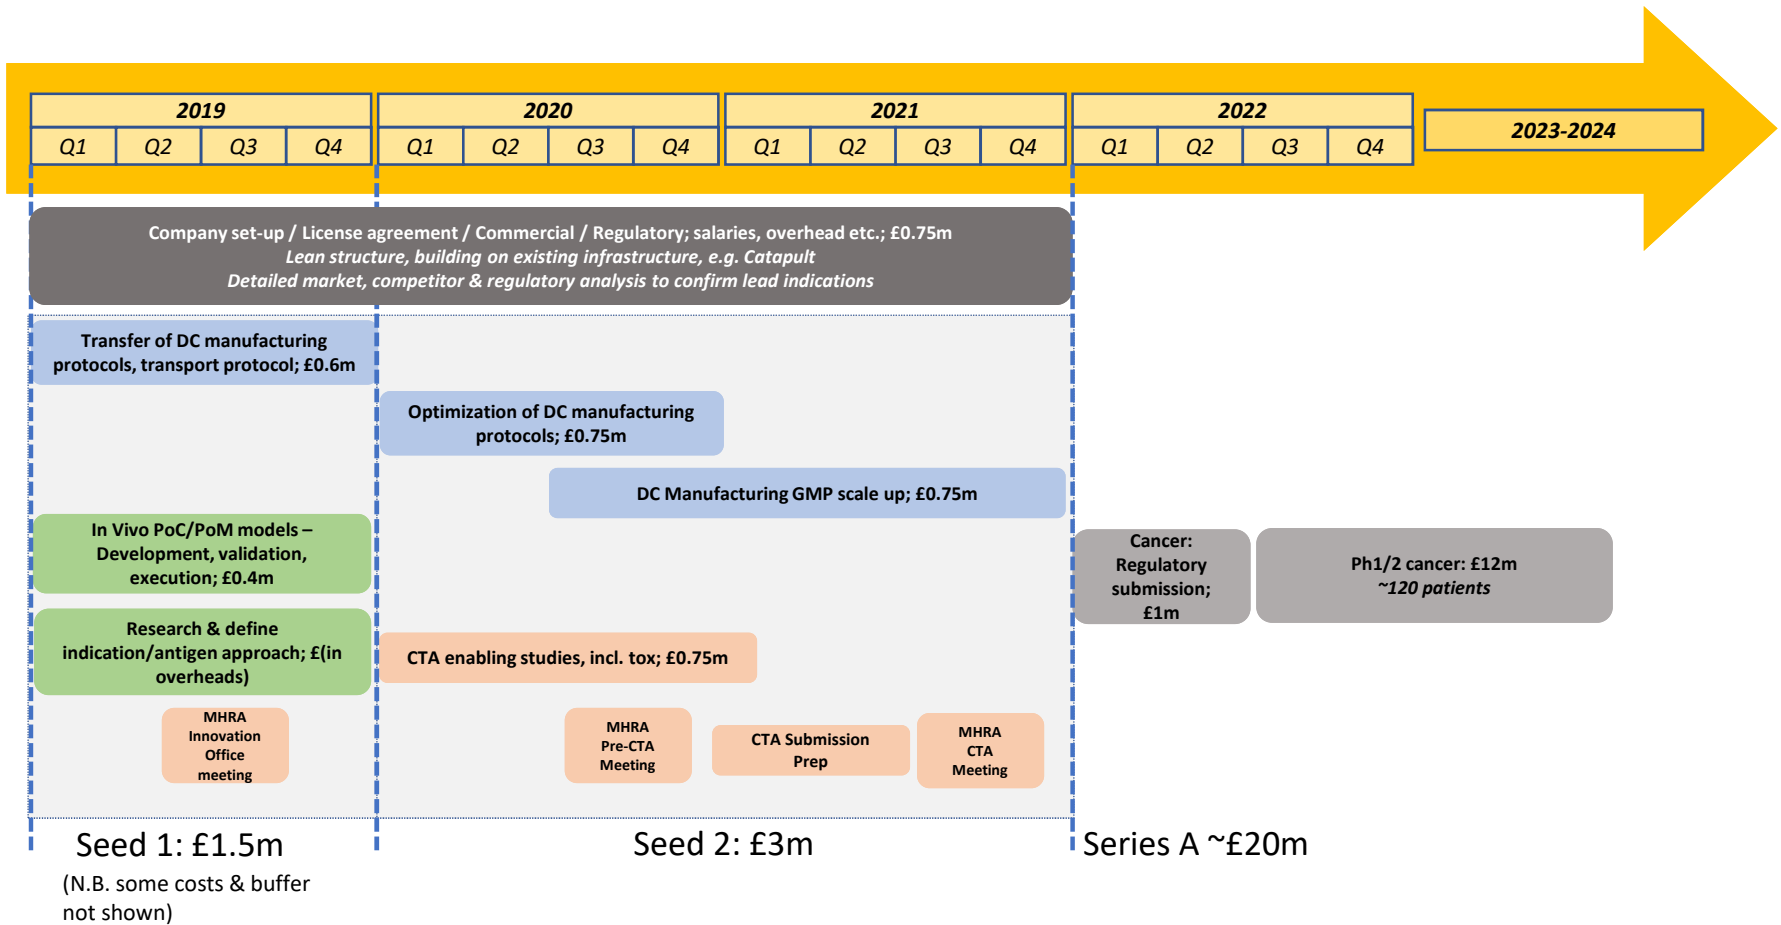 2019
2020
2021
2022
2023-2024
Q1 Q2 Q3 Q4 Q1 Q2 Q3 Q4 Q1 Q2 Q3 Q4 Q1 Q2 Q3 Q4
Company set-up / License agreement / Commercial / Regulatory; salaries, overhead etc.; £0.75m
Lean structure, building on existing infrastructure, e.g. Catapult
Detailed market, competitor & regulatory analysis to confirm lead indications
Transfer of DC manufacturing
protocols, transport protocol; £0.6m
Optimization of DC manufacturing
protocols; £0.75m
DC Manufacturing GMP scale up; £0.75m
In Vivo PoC/PoM models –
Development, validation,
execution; £0.4m
Cancer:
Regulatory
submission;
£1m
Ph1/2 cancer: £12m
~120 patients
Research & define
indication/antigen approach; £(in
overheads)
CTA enabling studies, incl. tox; £0.75m
MHRA
Innovation
Office
meeting
MHRA
Pre-CTA
Meeting
CTA Submission
Prep
MHRA
CTA
Meeting
Seed 1: £1.5m
(N.B. some costs & buffer
not shown)
Seed 2: £3m
Series A ~£20m